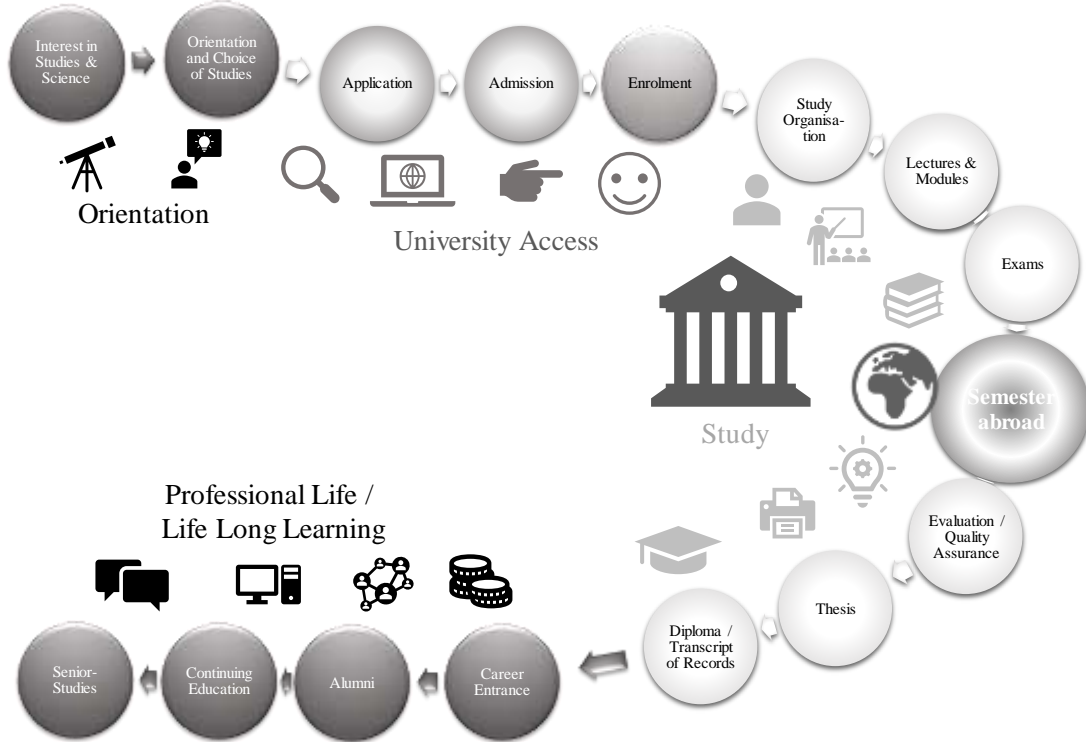 Interest in
Studies &
Science
Orientation
and Choice
of Studies
Application
Admission
Enrolment
Study
Organisa-
tion
Lectures &
Modules
Exams
Semester
abroad
Evaluation /
Quality
Assurance
Thesis
Diploma /
Transcript
of Records
Career
Entrance
Alumni
Continuing
Education
Senior-
Studies
Orientation
University Access
Study
Professional Life /
Life Long Learning